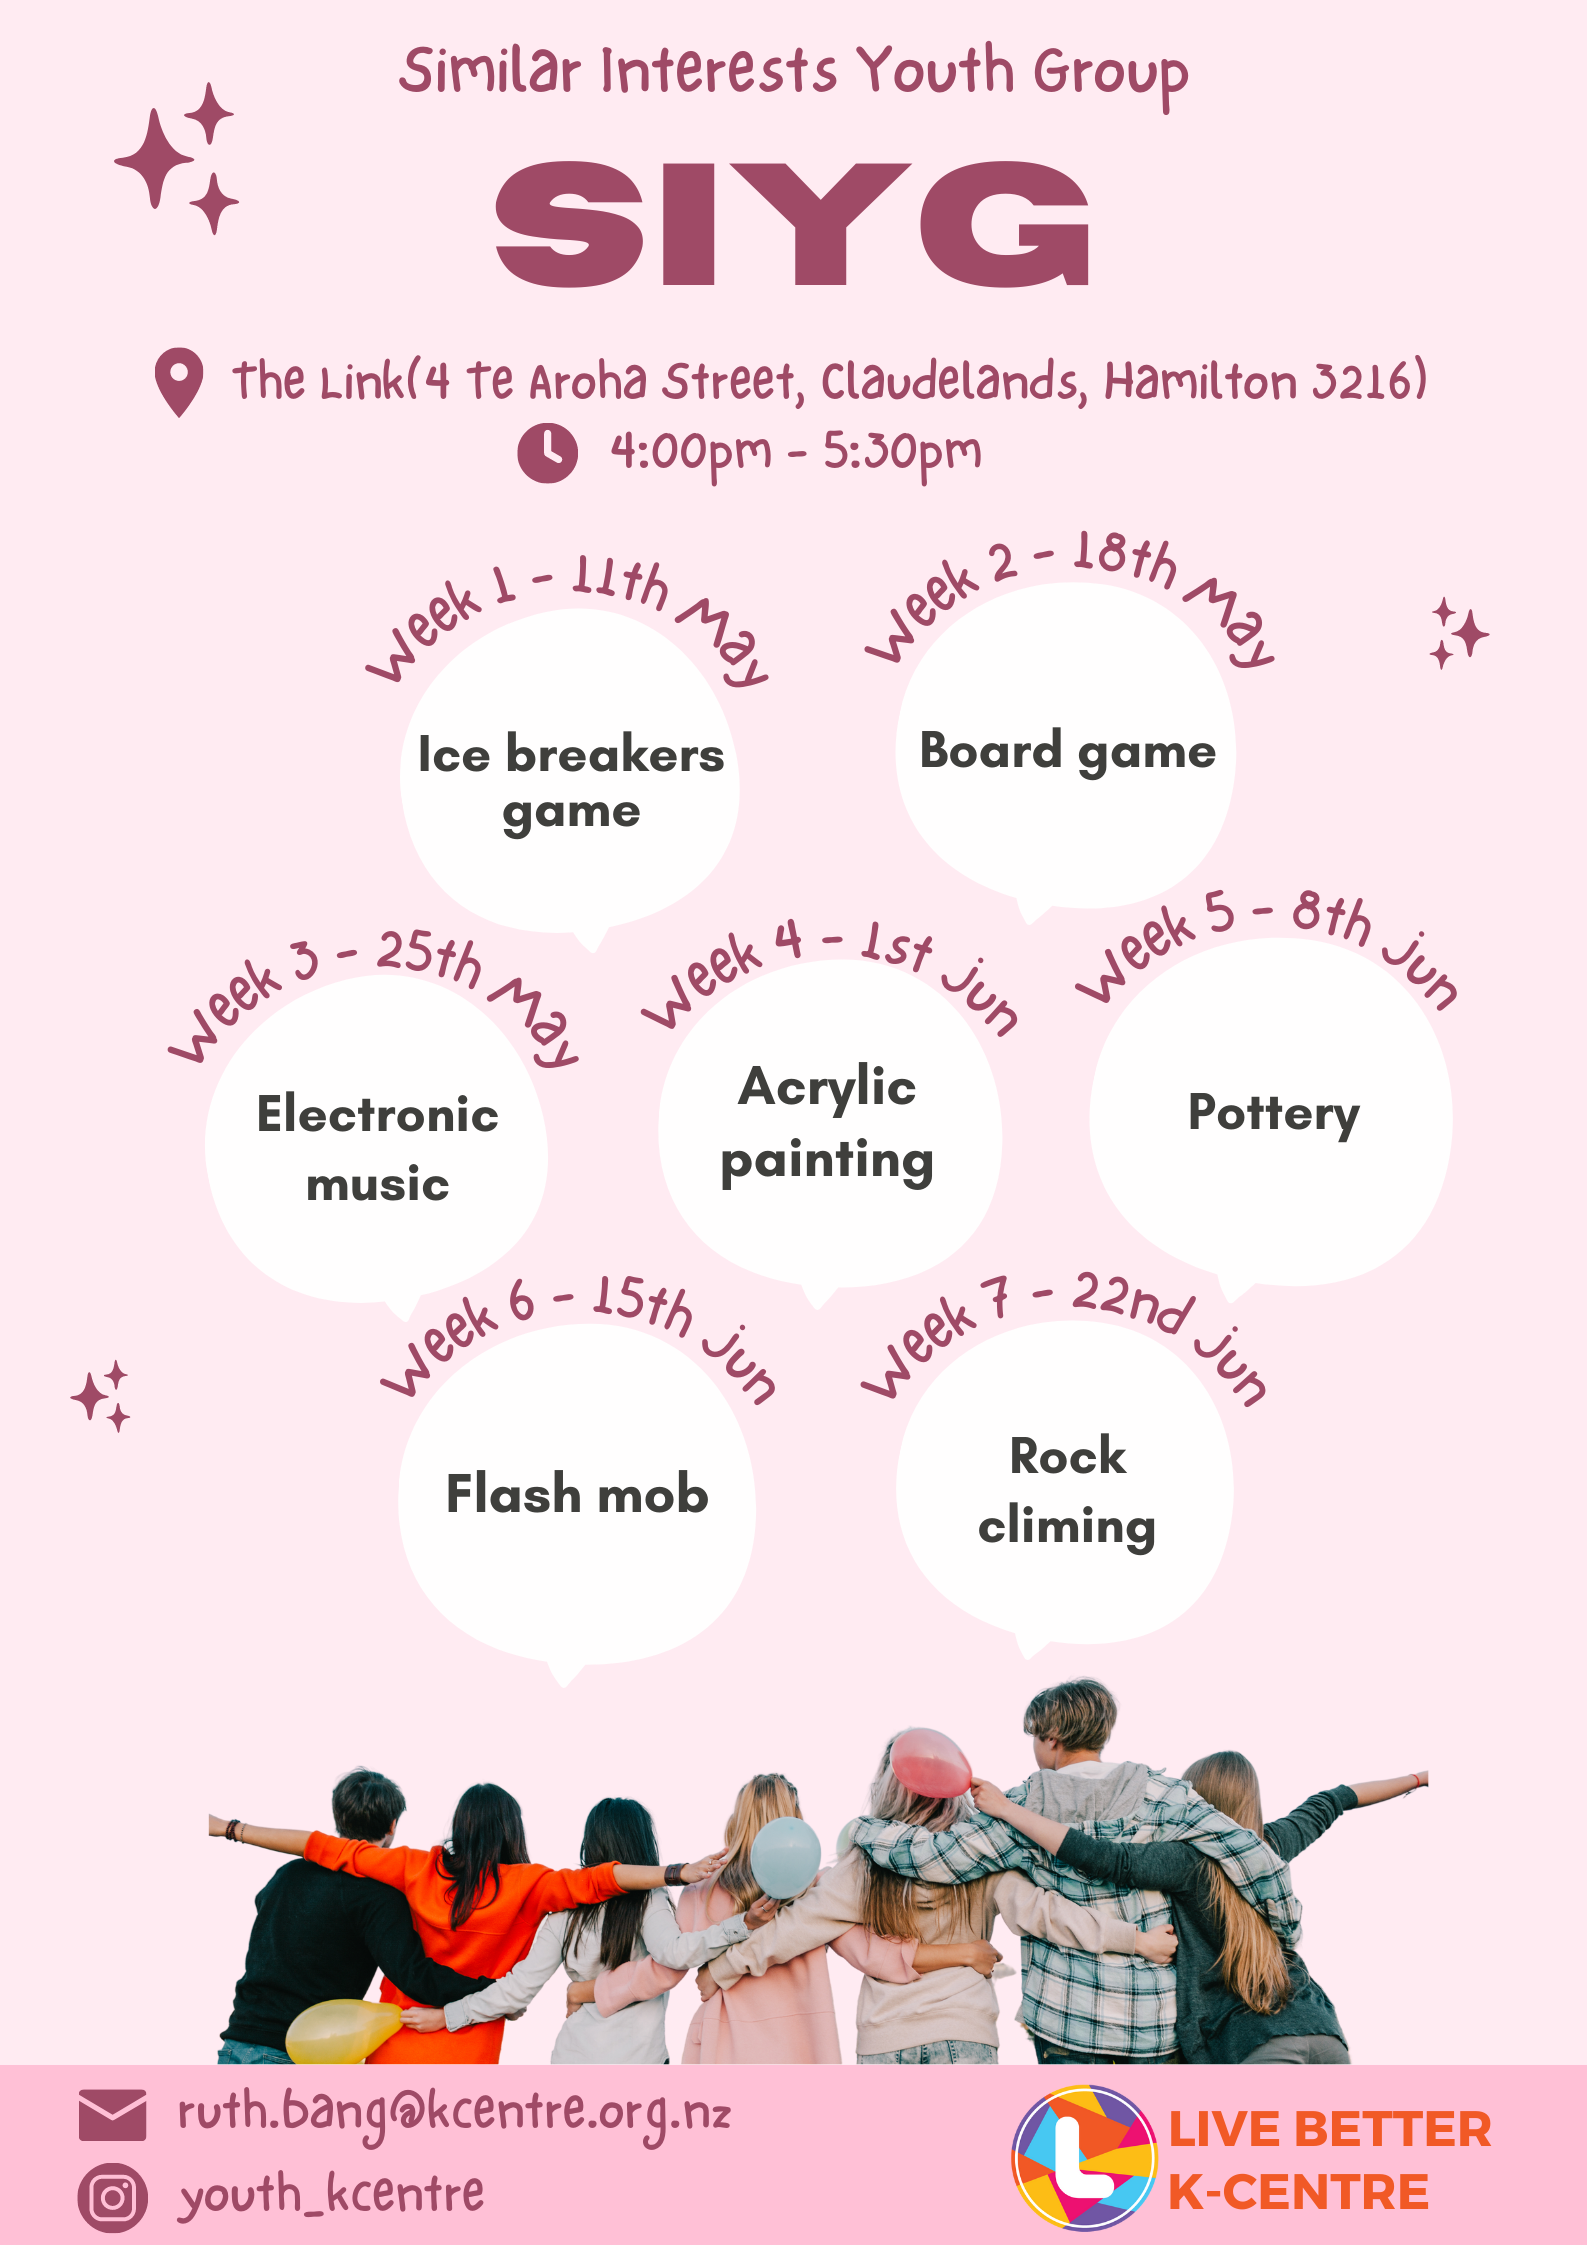 Similar Interests Youth Group
SIYG
The Link(4 Te Aroha Street, Claudelands, Hamilton 3216)
4:00pm - 5:30pm
Week 1 - 11th May
Ice breakers
game
Week 2 - 18th May
Board game
Week 3 - 25th May
Electronic
music
Week 4 - 1st Jun
Acrylic
painting
Week 5 - 8th Jun
Pottery
Week 6 - 15th Jun
Flash mob
Week 7 - 22nd Jun
Rock
climing
ruth.bang@kcentre.org.nz
youth_kcentre
L
LIVE BETTER
K-CENTRE